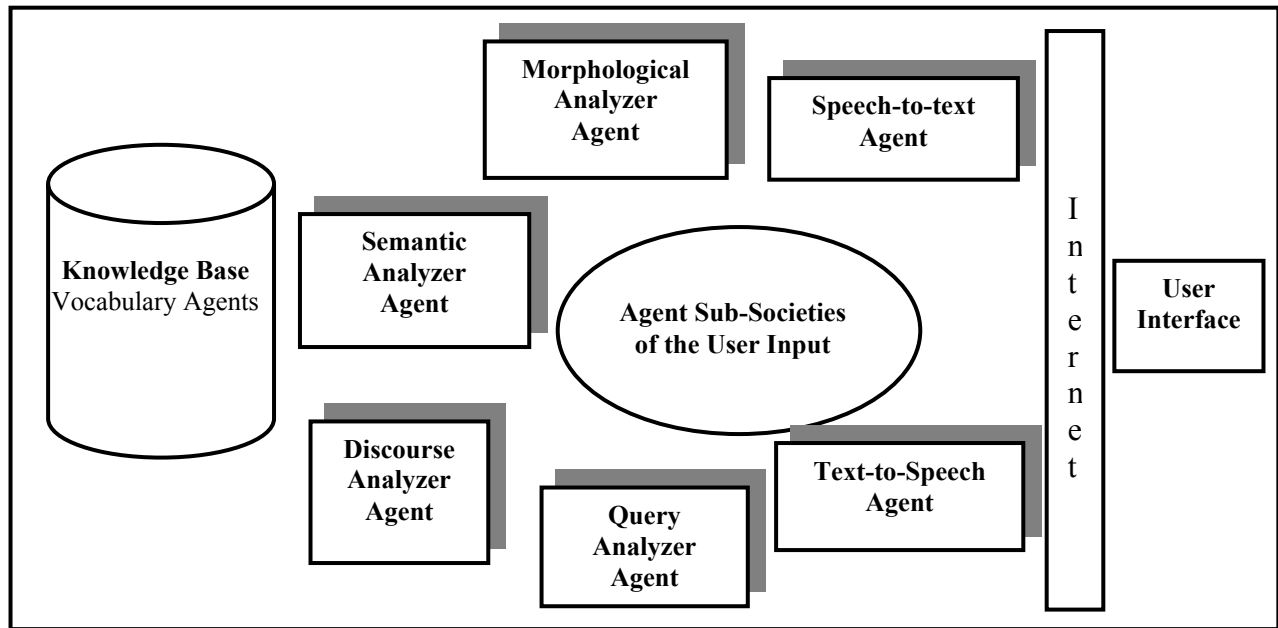 Morphological
Analyzer
Agent
Speech-to-text
Agent
Knowledge Base
Vocabulary Agents
Semantic
Analyzer
Agent
Agent Sub-Societies
of the User Input
Internet
User
Interface
Discourse
Analyzer
Agent
Query
Analyzer
Agent
Text-to-Speech
Agent